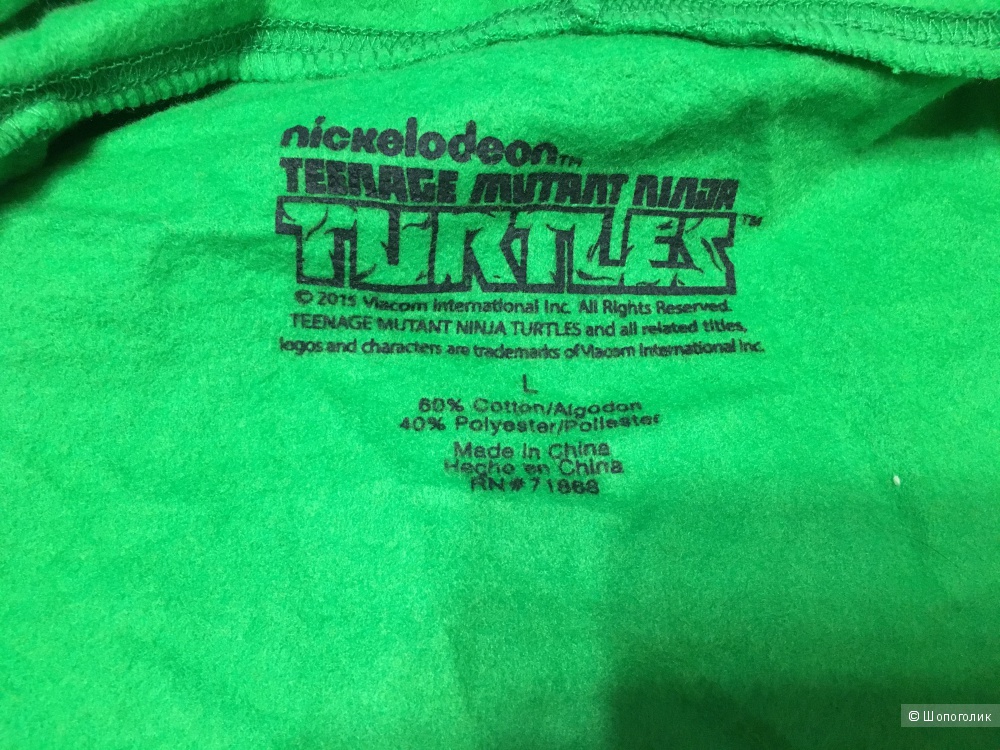 nickelodeon™
TEENAGE MUTANT NINJA
TURTLES™
© 2015 Viacom International Inc. All Rights Reserved.
TEENAGE MUTANT NINJA TURTLES and all related titles,
logos and characters are trademarks of Viacom International Inc.
L
60% Cotton/Algodon
40% Polyester/Poliester
Made in China
Hecho en China
RN#71868
© Шопоголик